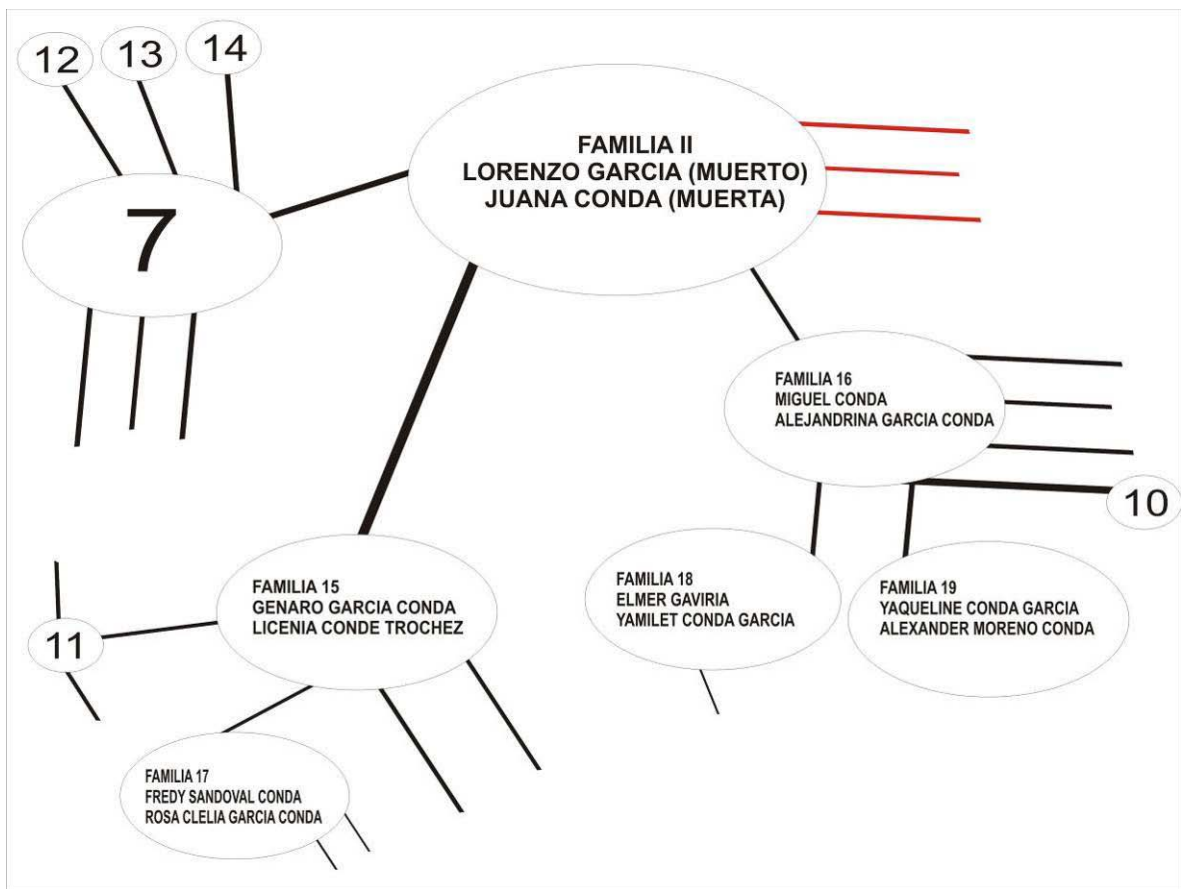 12
13
14
FAMILIA II
LORENZO GARCIA (MUERTO)
JUANA CONDA (MUERTA)
7
FAMILIA 16
MIGUEL CONDA
ALEJANDRINA GARCIA CONDA
10
FAMILIA 15
GENARO GARCIA CONDA
LICENIA CONDE TROCHEZ
FAMILIA 18
ELMER GAVIRIA
YAMILET CONDA GARCIA
FAMILIA 19
YAQUELINE CONDA GARCIA
ALEXANDER MORENO CONDA
11
FAMILIA 17
FREDY SANDOVAL CONDA
ROSA CLELIA GARCIA CONDA